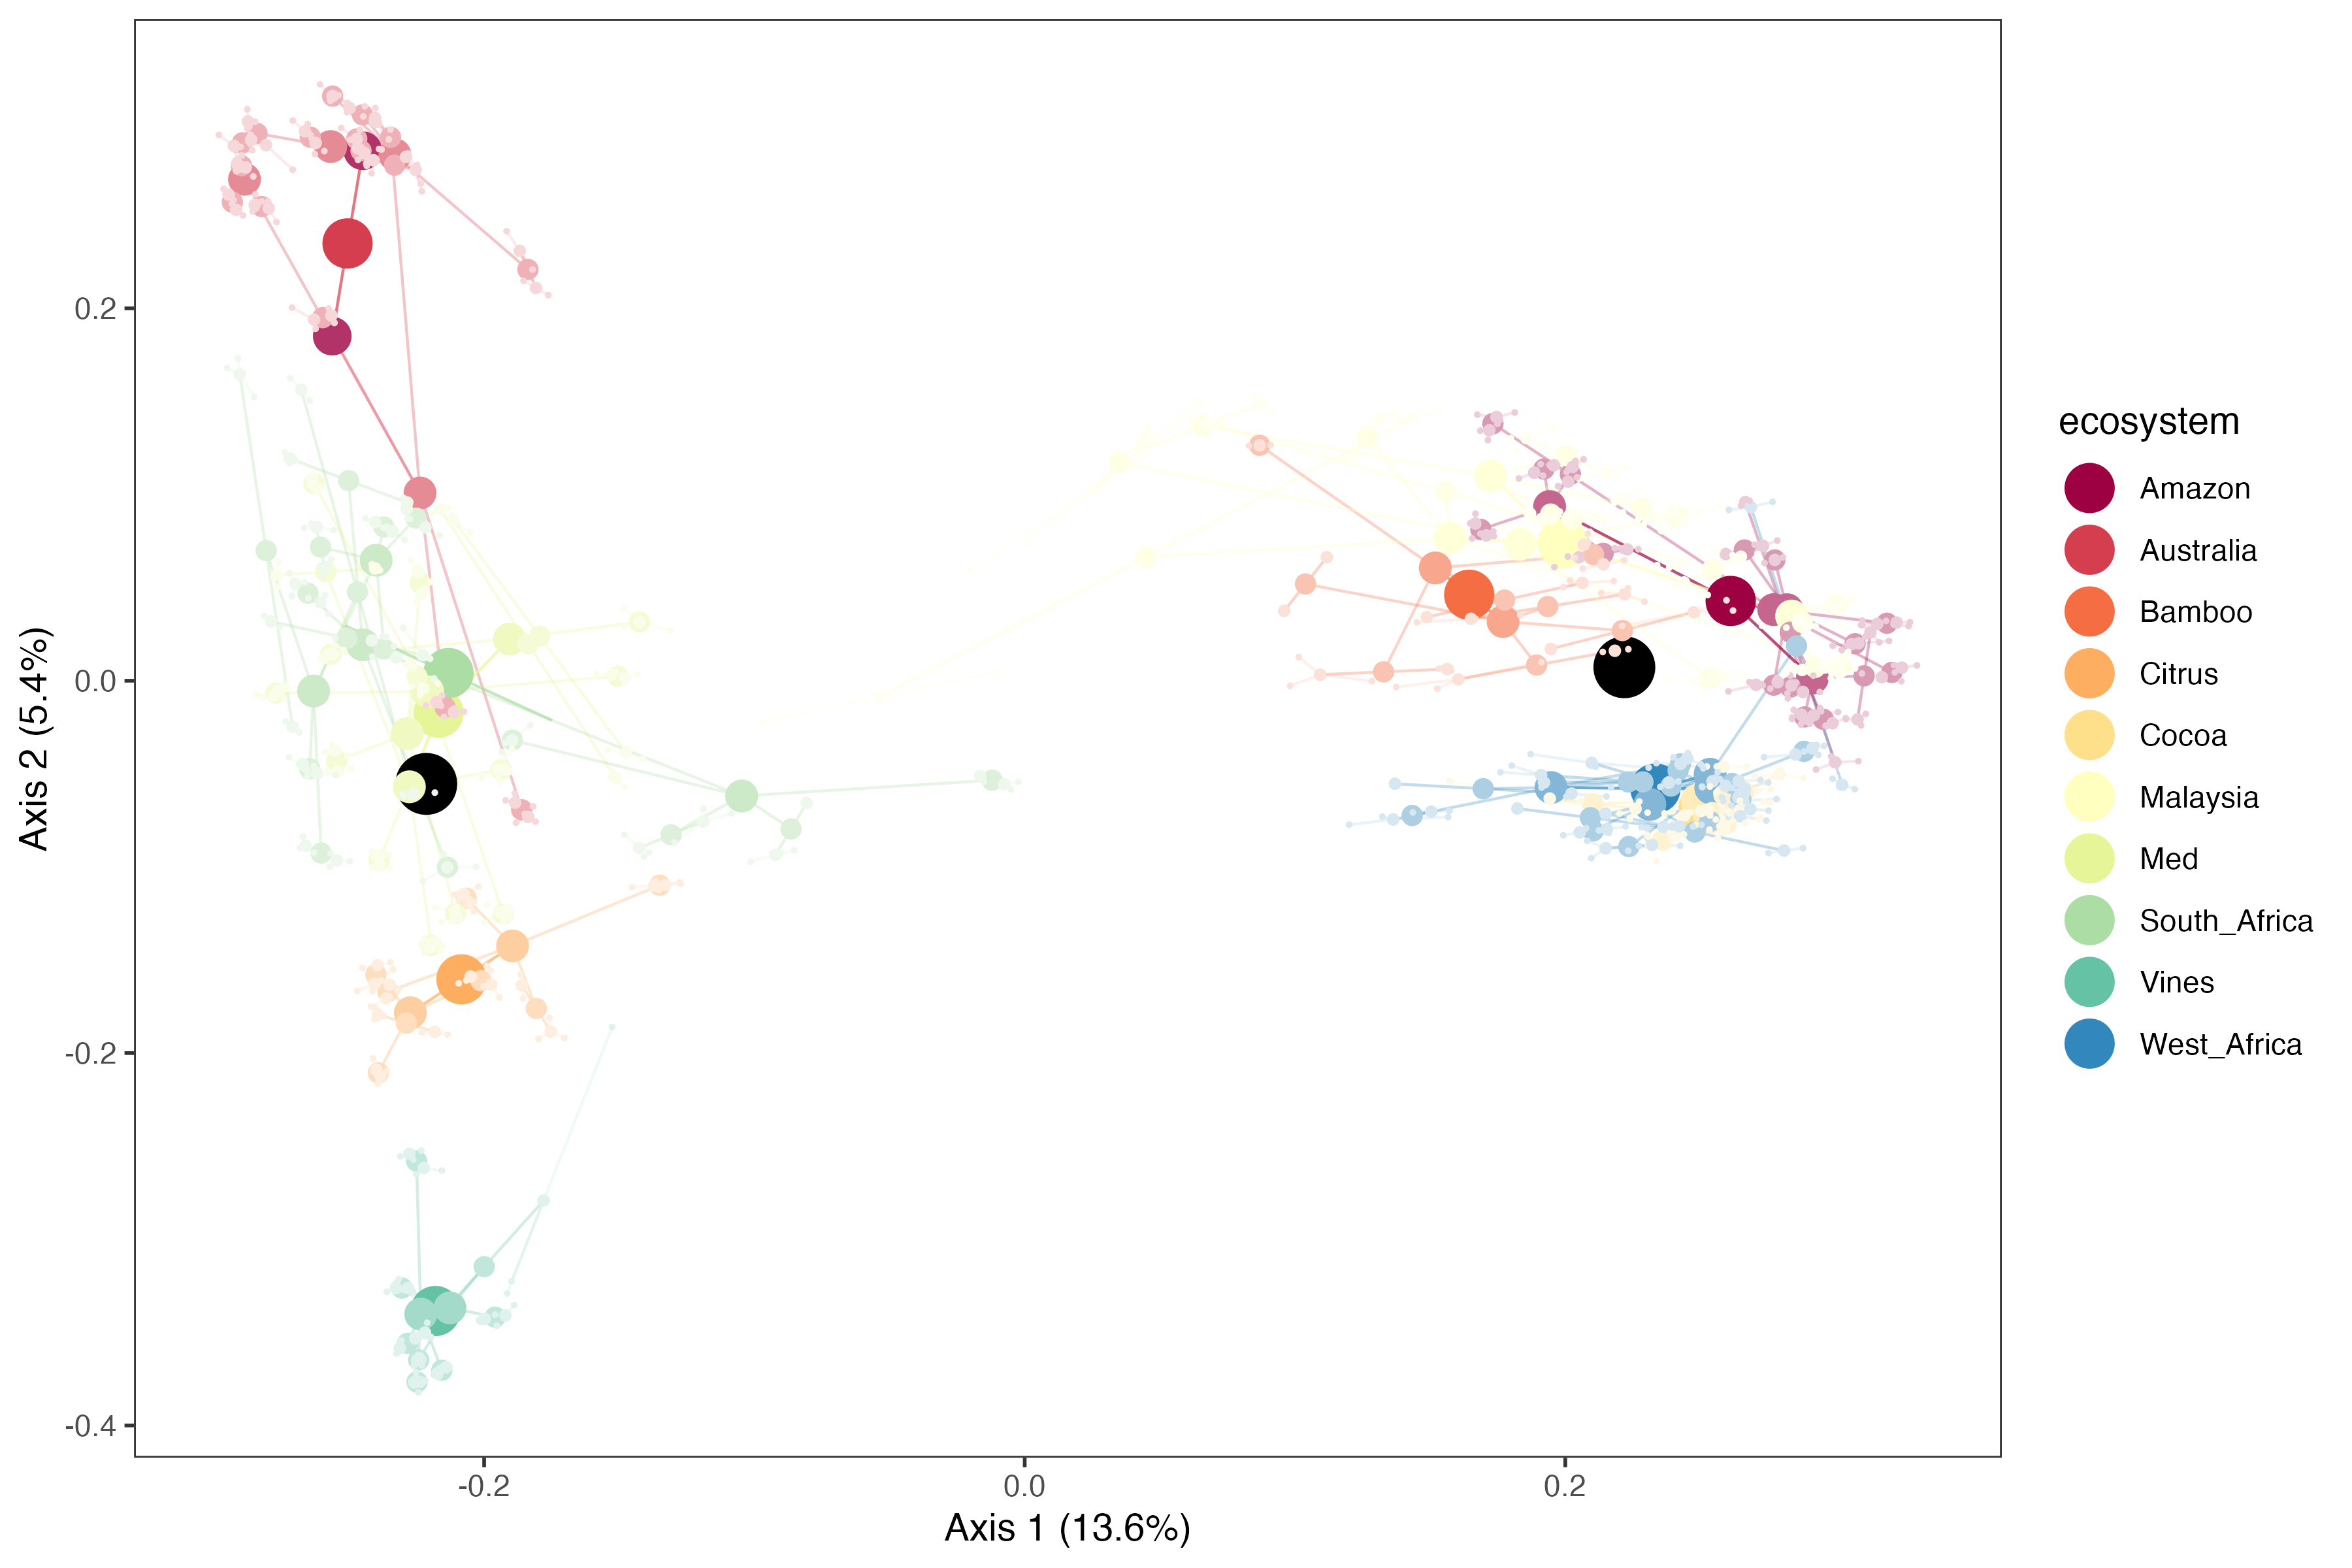 0.2
0.0
-0.2
-0.4
Axis 2 (5.4%)
-0.2
0.0
0.2
Axis 1 (13.6%)
ecosystem
Amazon
Australia
Bamboo
Citrus
Cocoa
Malaysia
Med
South_Africa
Vines
West_Africa